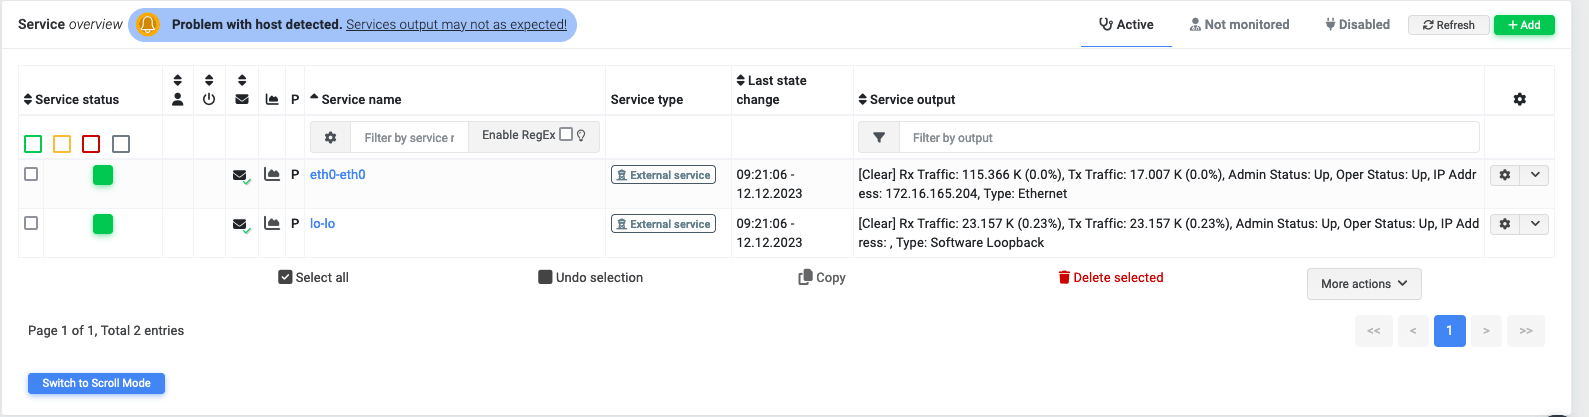 Service overview Problem with host detected. Services output may not as expected! Active Not monitored Disabled Refresh + Add
Service status P Service name Service type Last state change Service output
Filter by service r Enable RegEx Filter by output
P eth0-eth0 External service 09:21:06 - 12.12.2023 [Clear] Rx Traffic: 115.366 K (0.0%), Tx Traffic: 17.007 K (0.0%), Admin Status: Up, Oper Status: Up, IP Addr
ess: 172.16.165.204, Type: Ethernet
P lo-lo External service 09:21:06 - 12.12.2023 [Clear] Rx Traffic: 23.157 K (0.23%), Tx Traffic: 23.157 K (0.23%), Admin Status: Up, Oper Status: Up, IP Add
ress: , Type: Software Loopback
Select all Undo selection Copy Delete selected More actions
Page 1 of 1, Total 2 entries << < 1 > >>
Switch to Scroll Mode